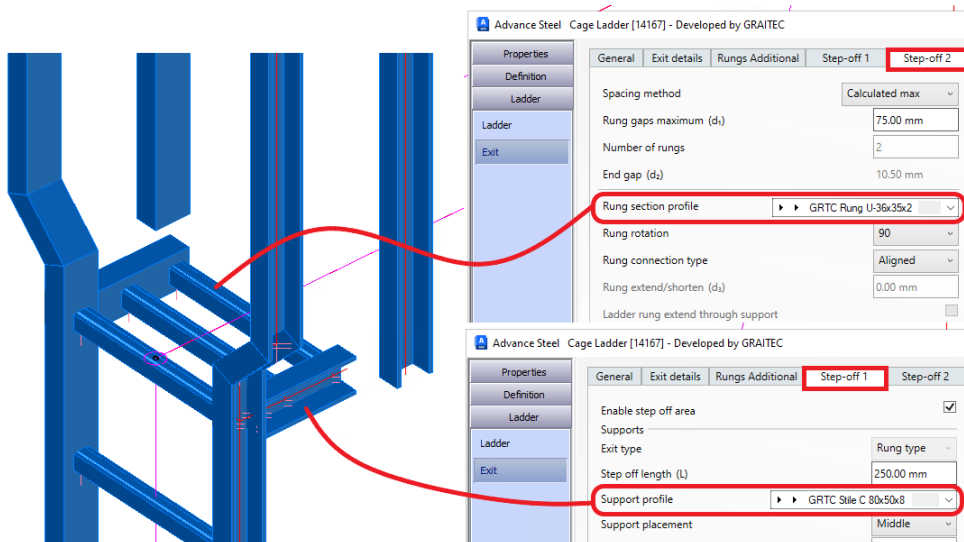 Advance Steel Cage Ladder [14167] - Developed by GRAITEC
Properties
Definition
Ladder
Ladder
Exit
General Exit details Rungs Additional Step-off 1 Step-off 2
Spacing method Calculated max
Rung gaps maximum (d₁) 75.00 mm
Number of rungs 2
End gap (d₂) 10.50 mm
Rung section profile GRTC Rung U-36x35x2
Rung rotation 90
Rung connection type Aligned
Rung extend/shorten (d₃) 0.00 mm
Ladder rung extend through support
Advance Steel Cage Ladder [14167] - Developed by GRAITEC
Properties
Definition
Ladder
Ladder
Exit
General Exit details Rungs Additional Step-off 1 Step-off 2
Enable step off area
Supports
Exit type Rung type
Step off length (L) 250.00 mm
Support profile GRTC Stile C 80x50x8
Support placement Middle